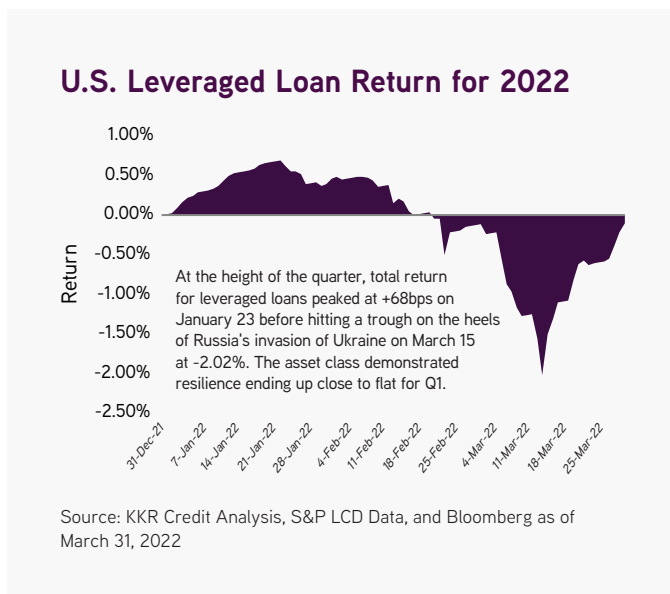 U.S. Leveraged Loan Return for 2022
1.00%
0.50%
0.00%
-0.50%
-1.00%
-1.50%
-2.00%
-2.50%
Return
At the height of the quarter, total return
for leveraged loans peaked at +68bps on
January 23 before hitting a trough on the heels
of Russia's invasion of Ukraine on March 15
at -2.02%. The asset class demonstrated
resilience ending up close to flat for Q1.
31-Dec-21
7-Jan-22
14-Jan-22
21-Jan-22
28-Jan-22
4-Feb-22
11-Feb-22
18-Feb-22
25-Feb-22
4-Mar-22
11-Mar-22
18-Mar-22
25-Mar-22
Source: KKR Credit Analysis, S&P LCD Data, and Bloomberg as of
March 31, 2022